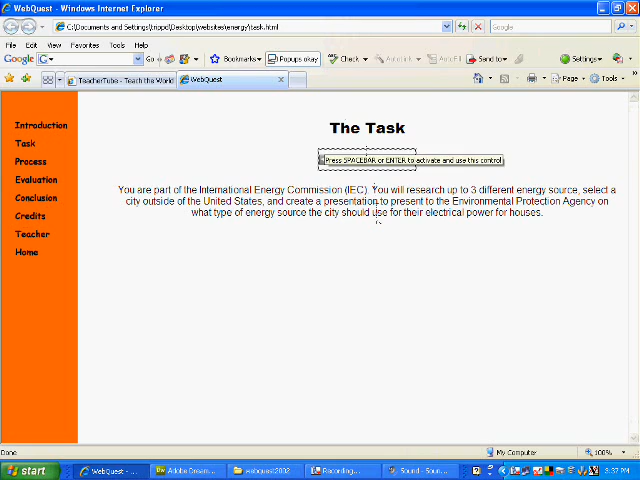 WebQuest - Windows Internet Explorer
C:\Documents and Settings\trippd\Desktop\websites\energy\task.html
Google
File Edit View Favorites Tools Help
Google Go Bookmarks Popups okay Check AutoLink AutoFill Send to Settings
TeacherTube - Teach the World
WebQuest
Page Tools
Introduction
Task
Process
Evaluation
Conclusion
Credits
Teacher
Home
The Task
Press SPACEBAR or ENTER to activate and use this control
You are part of the International Energy Commission (IEC). You will research up to 3 different energy source, select a
city outside of the United States, and create a presentation to present to the Environmental Protection Agency on
what type of energy source the city should use for their electrical power for houses.
Done
My Computer
100%
start
WebQuest - ...
Adobe Dream...
webquest2002
Recording...
Sound - Soun...
3:37 PM